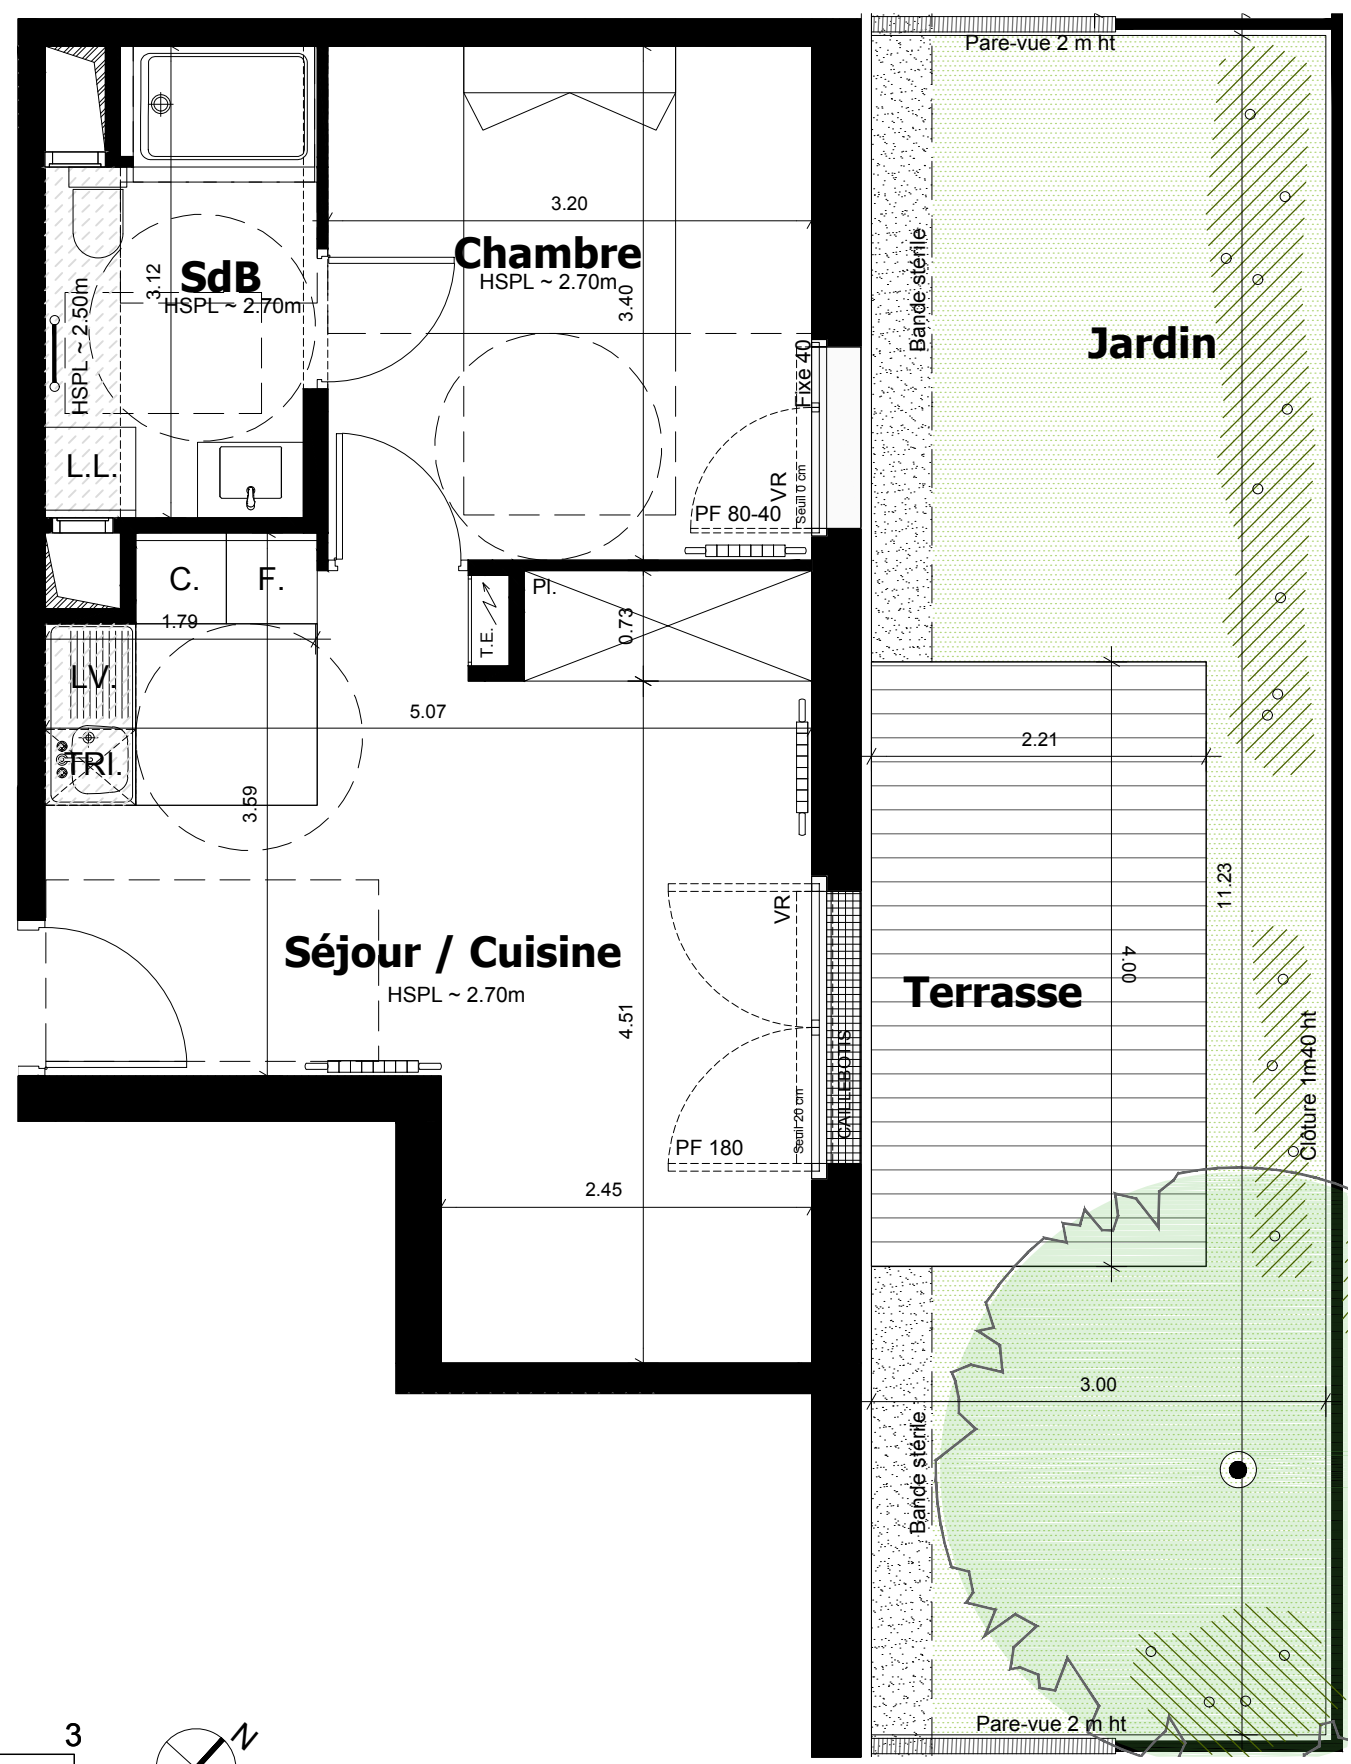 Pare-vue 2 m ht
3.20
Chambre
HSPL ~ 2.70m
3.40
SdB
HSPL ~ 2.70m
3.12
HSPL ~ 2.50m
Bande stérile
Jardin
Fixe 40
L.L.
VR
Seuil 0 cm
PF 80-40
C.
F.
Pl.
1.79
T.E.
0.73
LV.
5.07
2.21
TRI.
3.59
11.23
VR
Séjour / Cuisine
HSPL ~ 2.70m
4.00
Terrasse
4.51
CAILLEBOTIS
Clôture 1m40 ht
Seuil 20 cm
PF 180
2.45
3.00
Bande stérile
Pare-vue 2 m ht
3
N